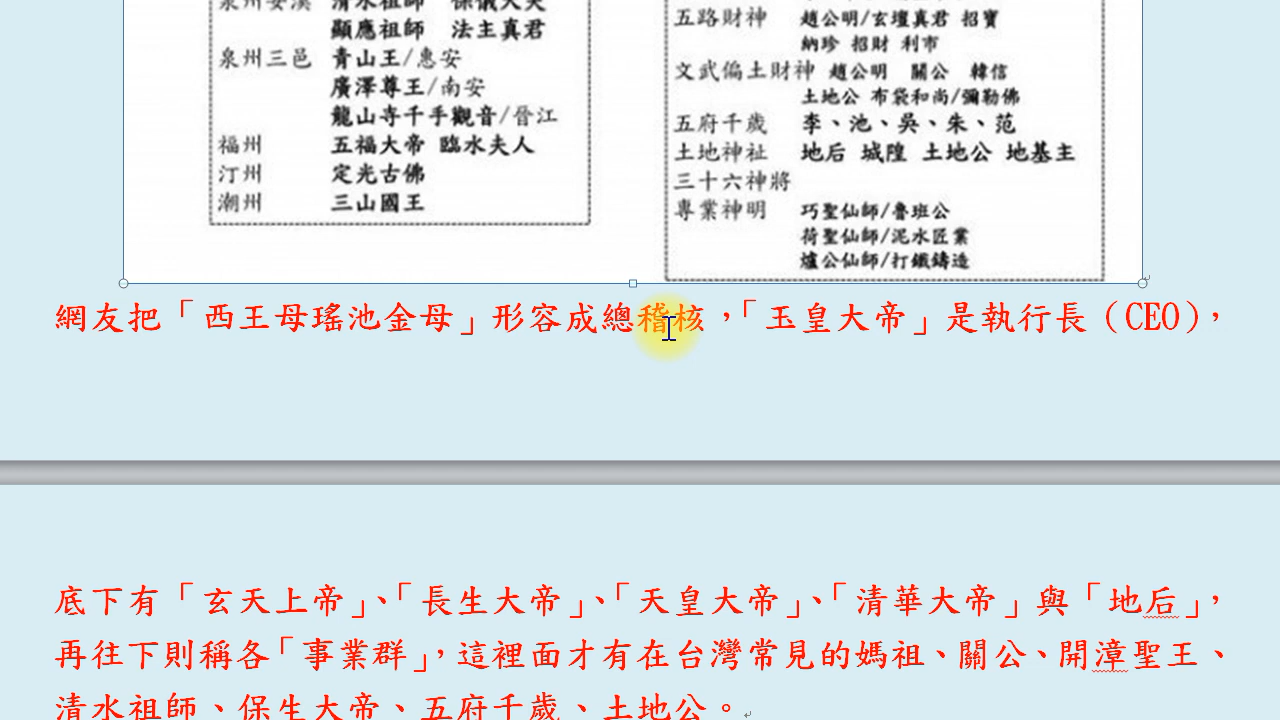 泉州安溪 清水祖師 保儀大夫
顯應祖師 法主真君
泉州三邑 青山王/惠安
廣澤尊王/南安
龍山寺千手觀音/晉江
福州 五福大帝 臨水夫人
汀州 定光古佛
潮州 三山國王
五路財神 趙公明/玄壇真君 招寶
納珍 招財 利市
文武偏土財神 趙公明 關公 韓信
土地公 布袋和尚/彌勒佛
五府千歲 李、池、吳、朱、范
土地神祉 地后 城隍 土地公 地基主
三十六神將
專業神明 巧聖仙師/魯班公
荷聖仙師/泥水匠業
爐公仙師/打鐵鑄造
網友把「西王母瑤池金母」形容成總稽核,「玉皇大帝」是執行長(CEO),
底下有「玄天上帝」、「長生大帝」、「天皇大帝」、「清華大帝」與「地后」,
再往下則稱各「事業群」,這裡面才有在台灣常見的媽祖、關公、開漳聖王、
清水祖師、保生大帝、五府千歲、土地公。